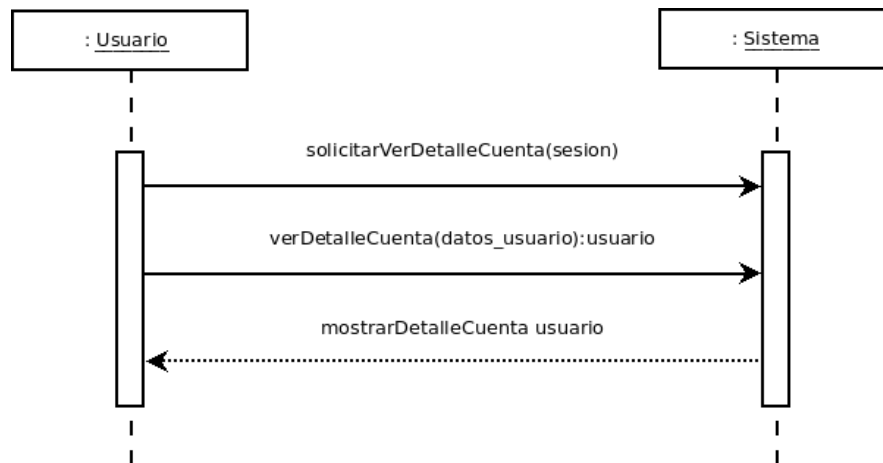 : Usuario
: Sistema
solicitarVerDetalleCuenta(sesion)
verDetalleCuenta(datos_usuario):usuario
mostrarDetalleCuenta usuario